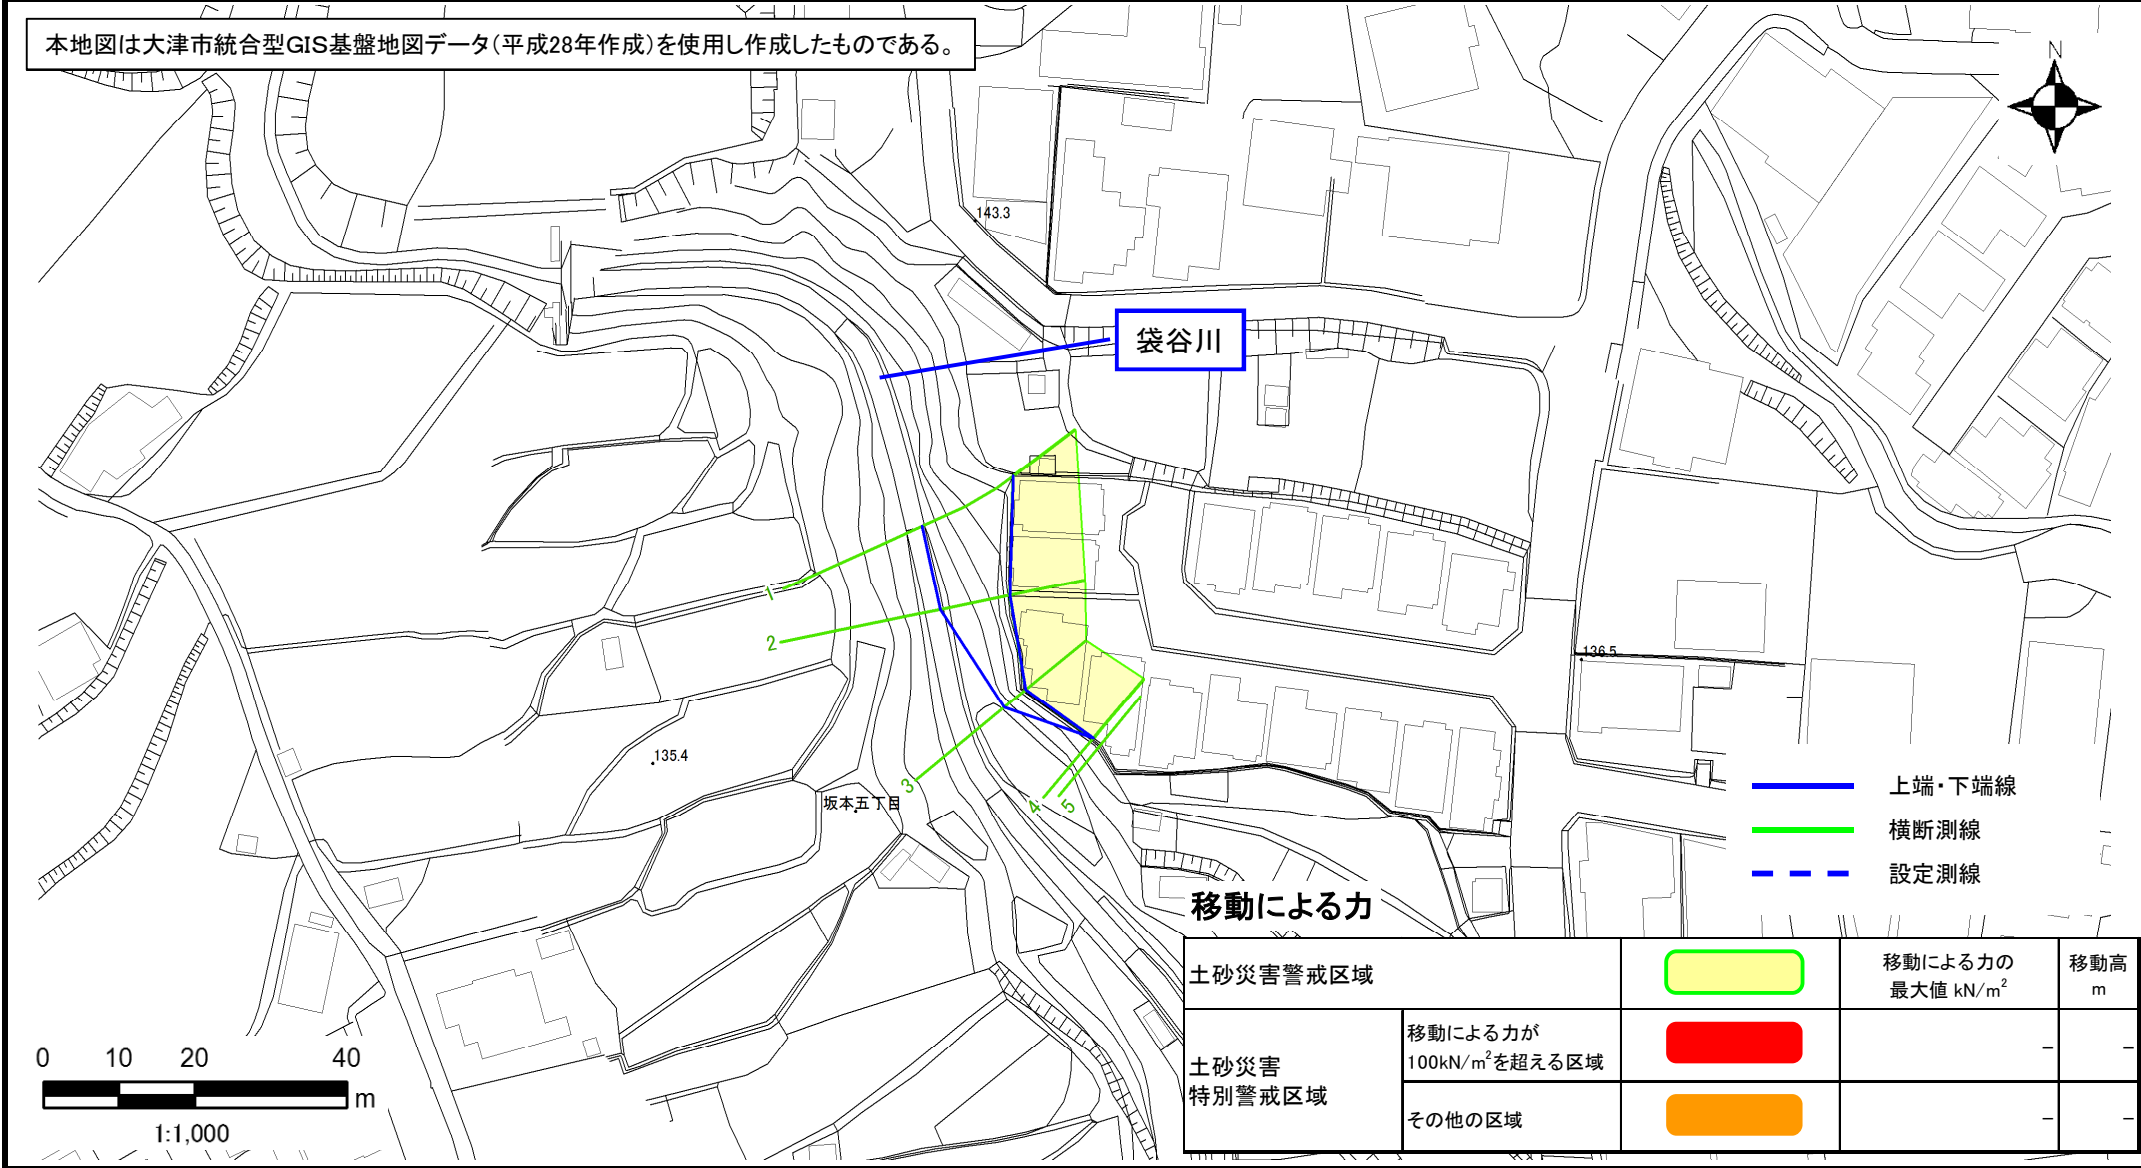 本地図は大津市統合型GIS基盤地図データ(平成28年作成)を使用し作成したものである。
N
143.3
袋谷川
1
2
136.5
135.4
3
坂本五丁目
4
5
上端・下端線
横断測線
設定測線
移動による力
土砂災害警戒区域
移動による力の
最大値 kN/m²
移動高
m
土砂災害
特別警戒区域
移動による力が
100kN/m²を超える区域
－
－
その他の区域
－
－
0 10 20 40
m
1:1,000